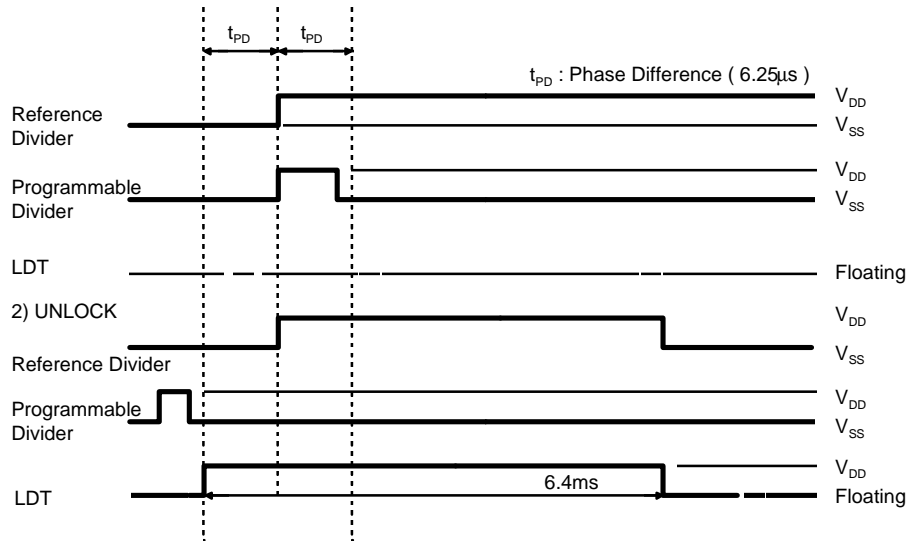 tPD tPD
tPD : Phase Difference ( 6.25µs )
VDD
Reference
Divider
VSS
VDD
Programmable
Divider
VSS
LDT
Floating
2) UNLOCK
VDD
VSS
Reference Divider
VDD
Programmable
Divider
VSS
VDD
6.4ms
LDT
Floating